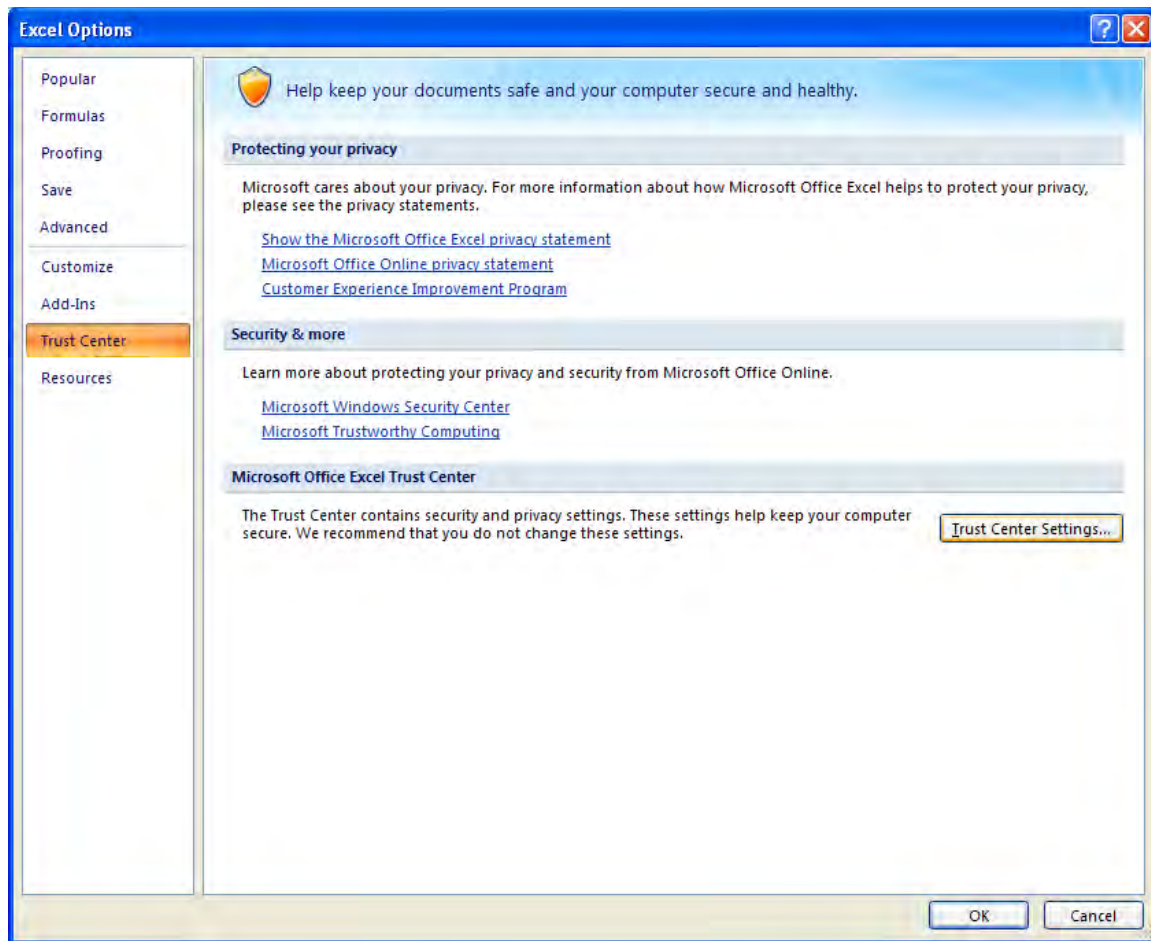 Excel Options
Popular
Formulas
Proofing
Save
Advanced
Customize
Add-Ins
Trust Center
Resources
Help keep your documents safe and your computer secure and healthy.
Protecting your privacy
Microsoft cares about your privacy. For more information about how Microsoft Office Excel helps to protect your privacy,
please see the privacy statements.
Show the Microsoft Office Excel privacy statement
Microsoft Office Online privacy statement
Customer Experience Improvement Program
Security & more
Learn more about protecting your privacy and security from Microsoft Office Online.
Microsoft Windows Security Center
Microsoft Trustworthy Computing
Microsoft Office Excel Trust Center
The Trust Center contains security and privacy settings. These settings help keep your computer
secure. We recommend that you do not change these settings.
Trust Center Settings...
OK
Cancel